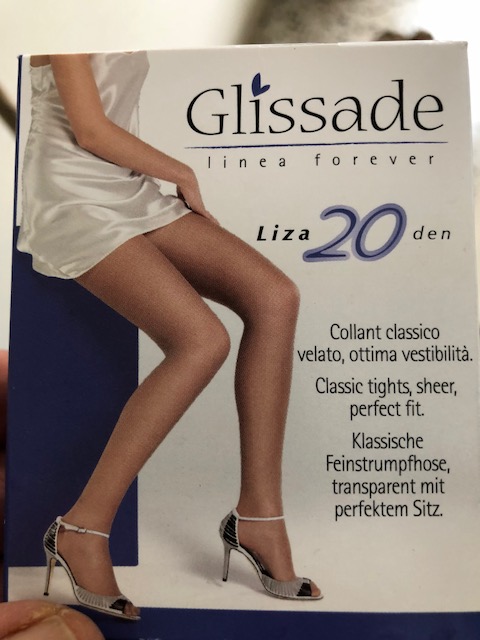 Glissade
linea forever
Liza 20 den
Collant classico
velato, ottima vestibilità.
Classic tights, sheer,
perfect fit.
Klassische
Feinstrumpfhose,
transparent mit
perfektem Sitz.